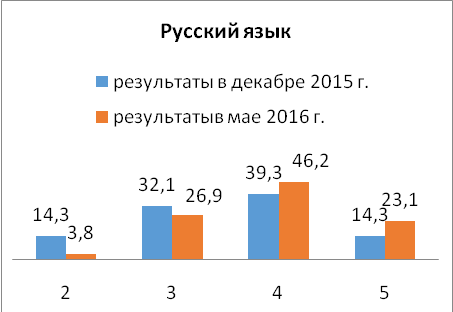 Русский язык
результаты в декабре 2015 г.
результатыв мае 2016 г.
14,3 3,8 32,1 26,9 39,3 46,2 14,3 23,1
2 3 4 5